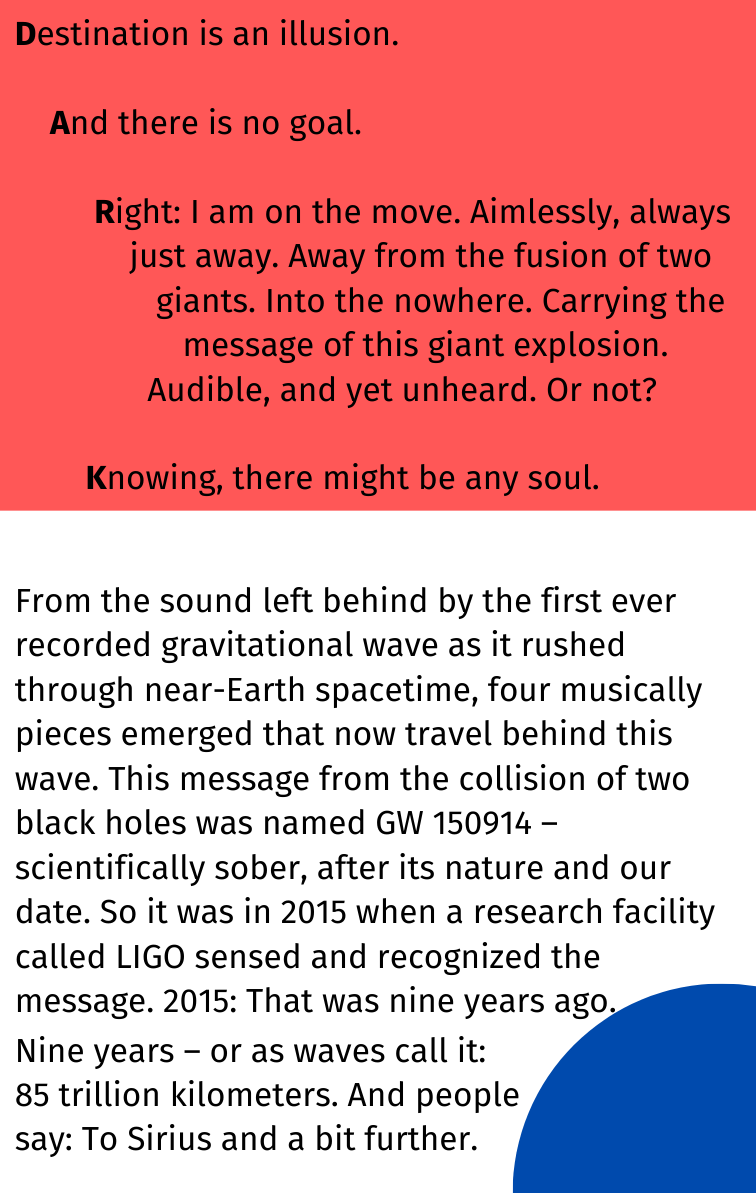 Destination is an illusion.
And there is no goal.
Right: I am on the move. Aimlessly, always
just away. Away from the fusion of two
giants. Into the nowhere. Carrying the
message of this giant explosion.
Audible, and yet unheard. Or not?
Knowing, there might be any soul.
From the sound left behind by the first ever
recorded gravitational wave as it rushed
through near-Earth spacetime, four musically
pieces emerged that now travel behind this
wave. This message from the collision of two
black holes was named GW 150914 –
scientifically sober, after its nature and our
date. So it was in 2015 when a research facility
called LIGO sensed and recognized the
message. 2015: That was nine years ago.
Nine years – or as waves call it:
85 trillion kilometers. And people
say: To Sirius and a bit further.